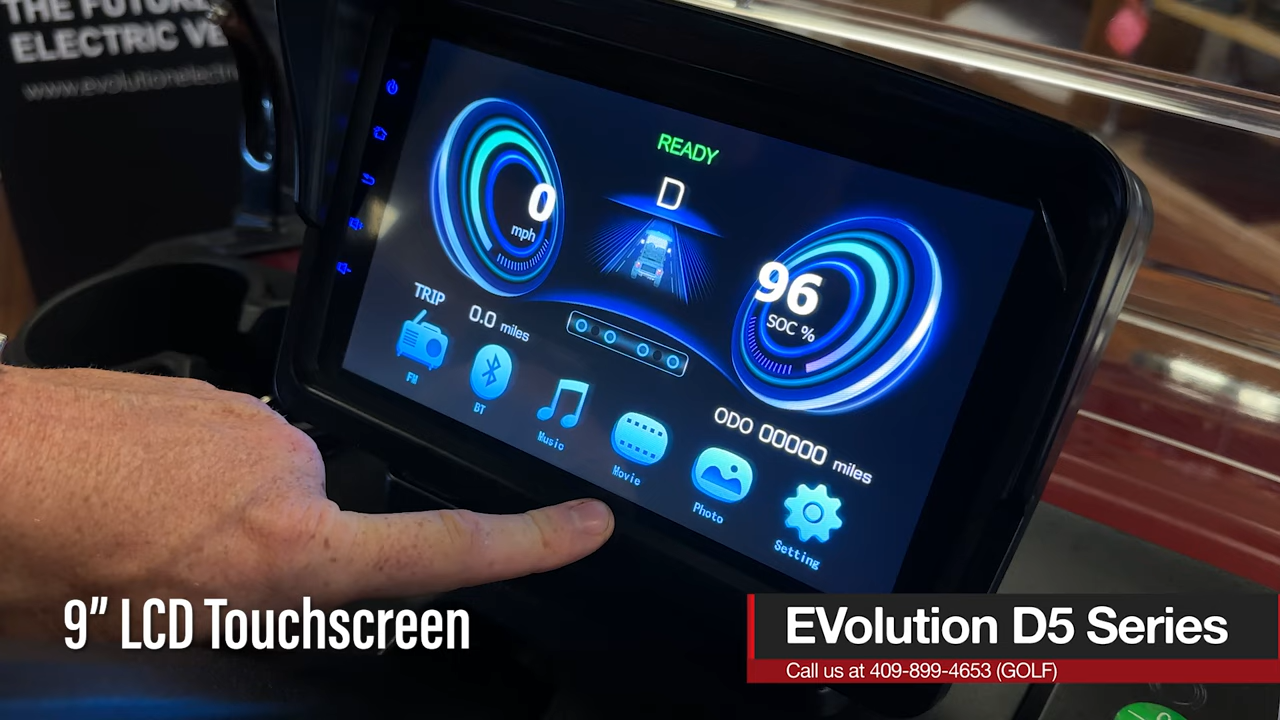 THE FUTURE
ELECTRIC VE
www.evolutionelectri
READY
D
0
mph
96
SOC %
TRIP
0.0 miles
ODO 00000 miles
FM
BT
Music
Movie
Photo
Setting
9” LCD Touchscreen
EVolution D5 Series
Call us at 409-899-4653 (GOLF)